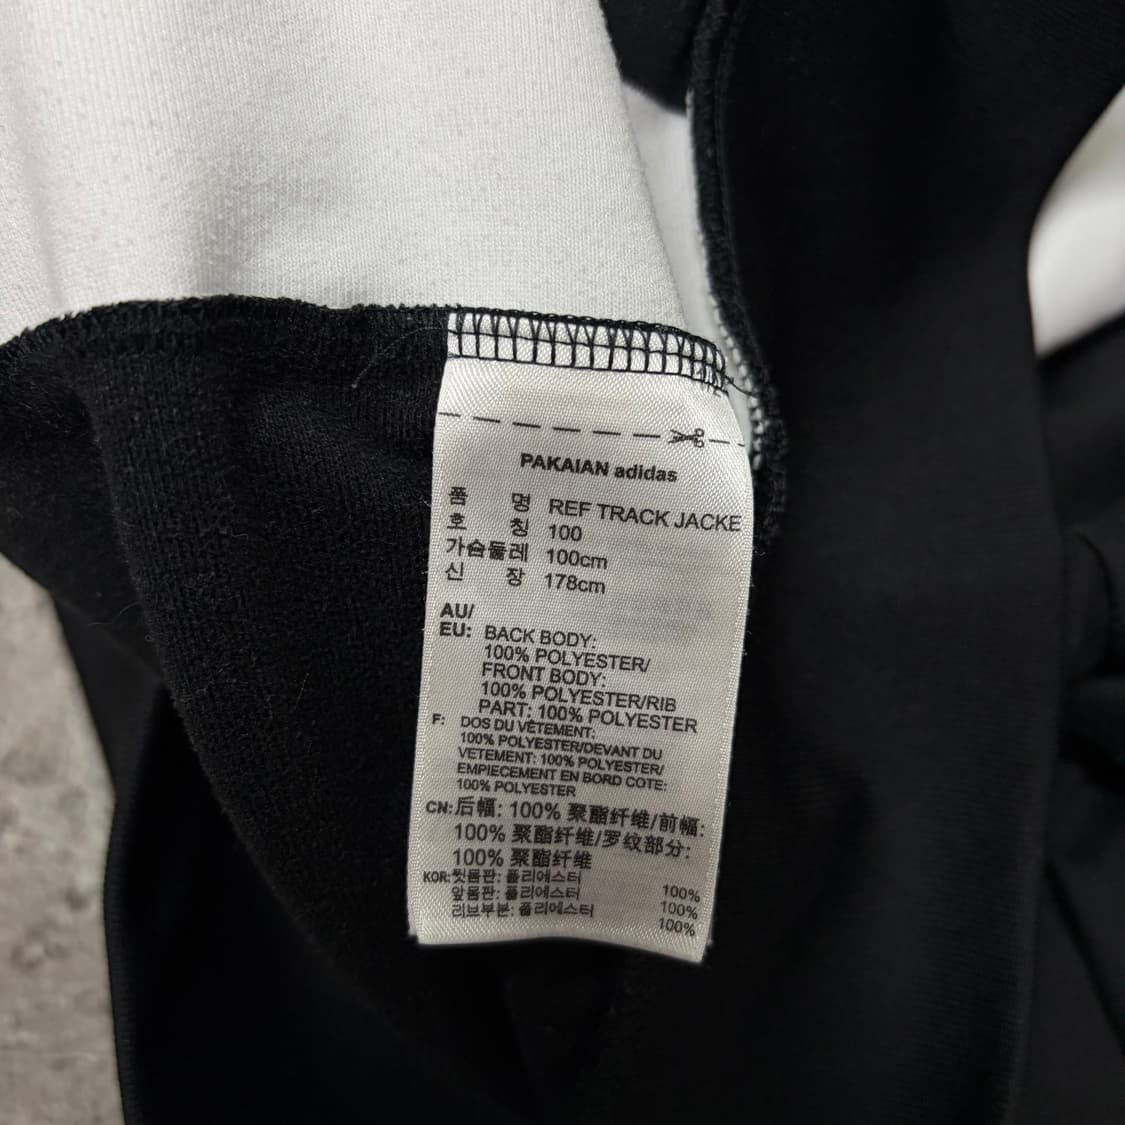 PAKAIAN adidas
품 명 REF TRACK JACKE
호 칭 100
가슴둘레 100cm
신 장 178cm
AU/
EU: BACK BODY:
100% POLYESTER/
FRONT BODY:
100% POLYESTER/RIB
PART: 100% POLYESTER
F: DOS DU VÊTEMENT:
100% POLYESTER/DEVANT DU
VETEMENT: 100% POLYESTER/
EMPIECEMENT EN BORD COTE:
100% POLYESTER
CN: 后幅: 100% 聚酯纤维/前幅:
100% 聚酯纤维/罗纹部分:
100% 聚酯纤维
KOR: 뒷몸판: 폴리에스터 100%
앞몸판: 폴리에스터 100%
리브부분: 폴리에스터 100%